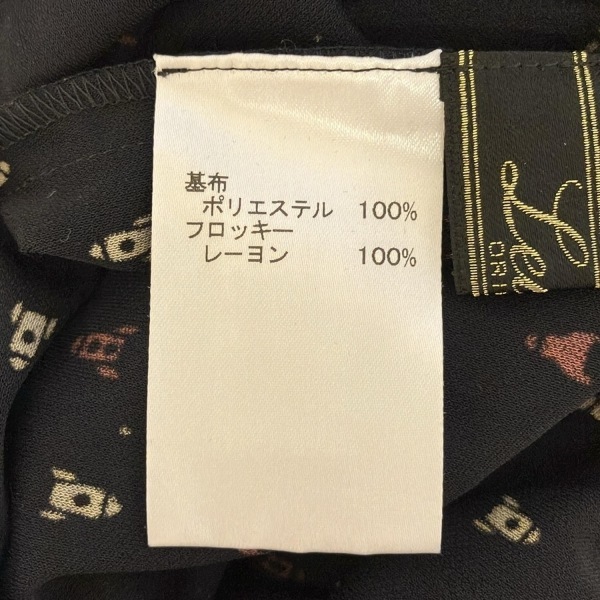 基布
ポリエステル 100%
フロッキー
レーヨン 100%